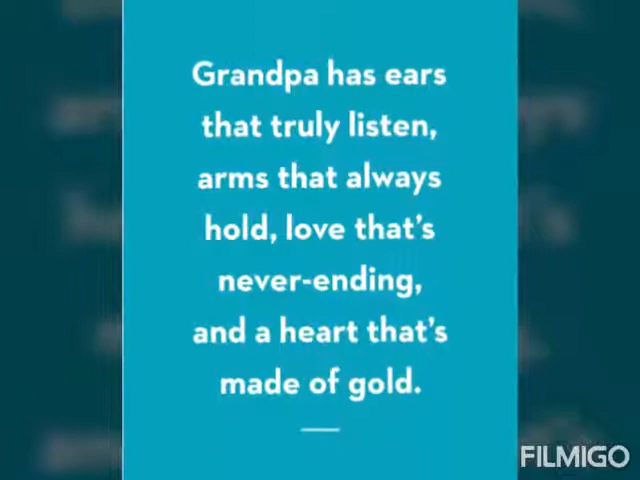 Grandpa has ears
that truly listen,
arms that always
hold, love that's
never-ending,
and a heart that's
made of gold.
FILMIGO